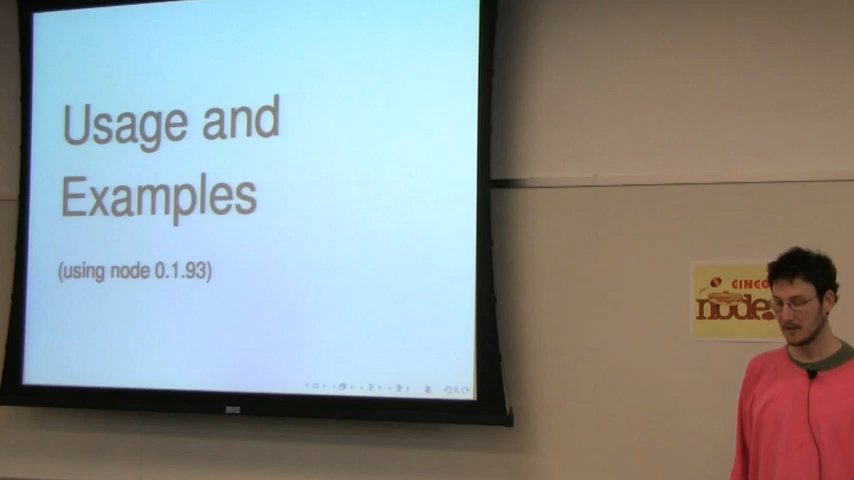 Usage and
Examples
(using node 0.1.93)
CINCO
node